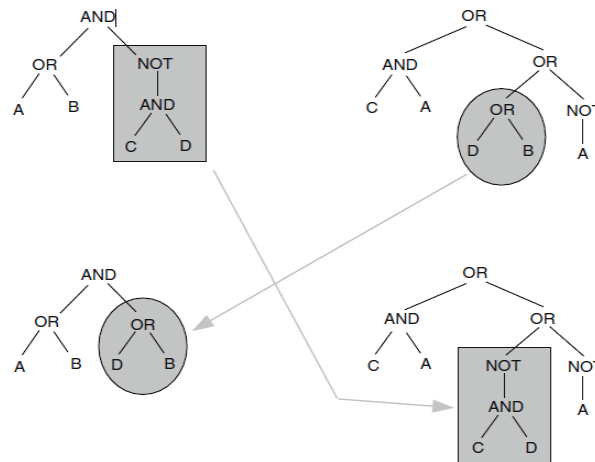 AND
OR NOT
A B AND
C D
OR
AND OR
C A OR NOT
D B A
AND
OR OR
A B D B
OR
AND OR
C A NOT NOT
AND A
C D